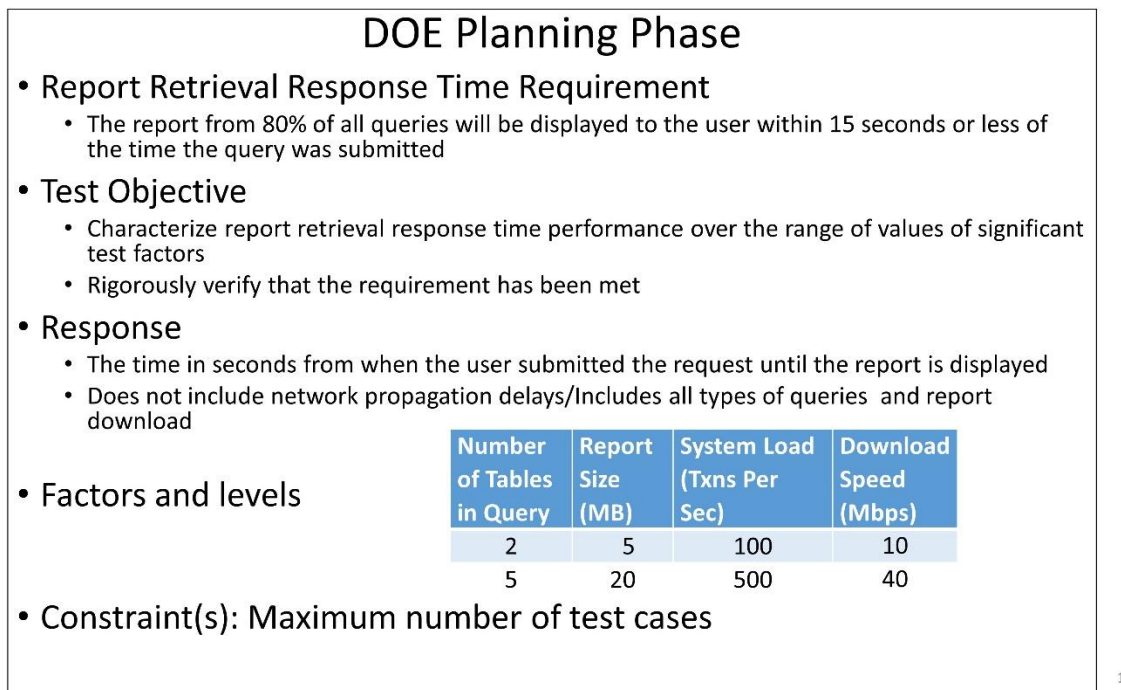 DOE Planning Phase
• Report Retrieval Response Time Requirement
• The report from 80% of all queries will be displayed to the user within 15 seconds or less of
the time the query was submitted
• Test Objective
• Characterize report retrieval response time performance over the range of values of significant
test factors
• Rigorously verify that the requirement has been met
• Response
• The time in seconds from when the user submitted the request until the report is displayed
• Does not include network propagation delays/Includes all types of queries and report
download
• Factors and levels
Number of Tables in Query | Report Size (MB) | System Load (Txns Per Sec) | Download Speed (Mbps)
2 | 5 | 100 | 10
5 | 20 | 500 | 40
• Constraint(s): Maximum number of test cases
1